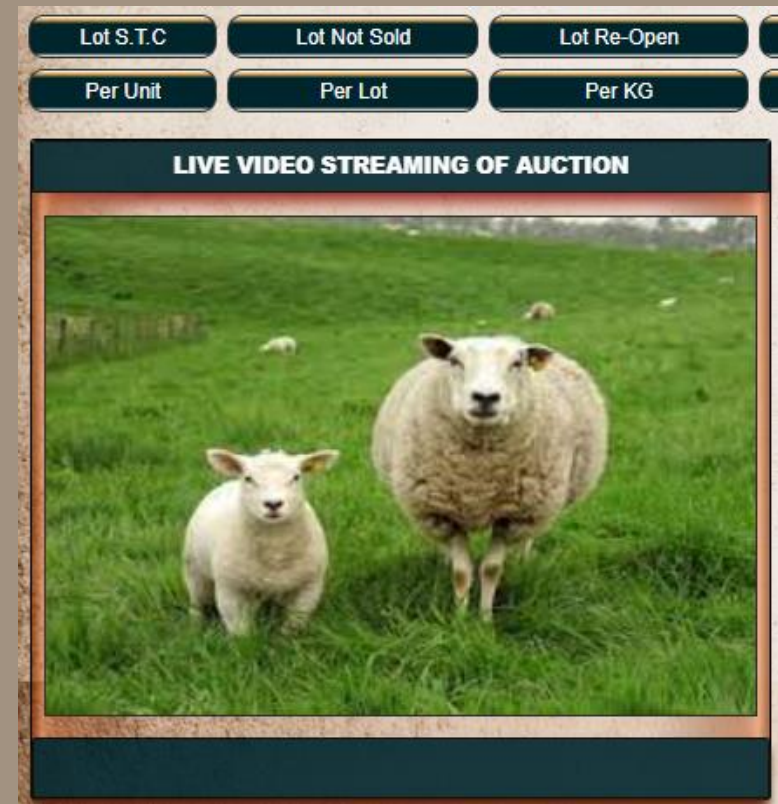 Lot S.T.C Lot Not Sold Lot Re-Open
Per Unit Per Lot Per KG
LIVE VIDEO STREAMING OF AUCTION